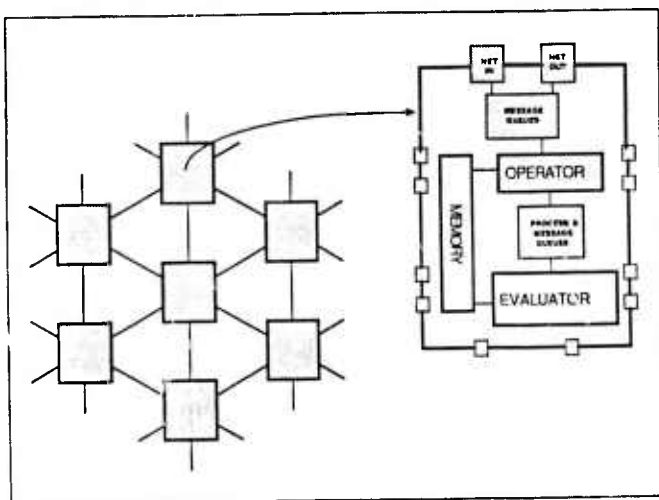 NET
IN
NET
OUT
MESSAGE
QUEUES
OPERATOR
MEMORY
PROCESS &
MESSAGE
QUEUES
EVALUATOR